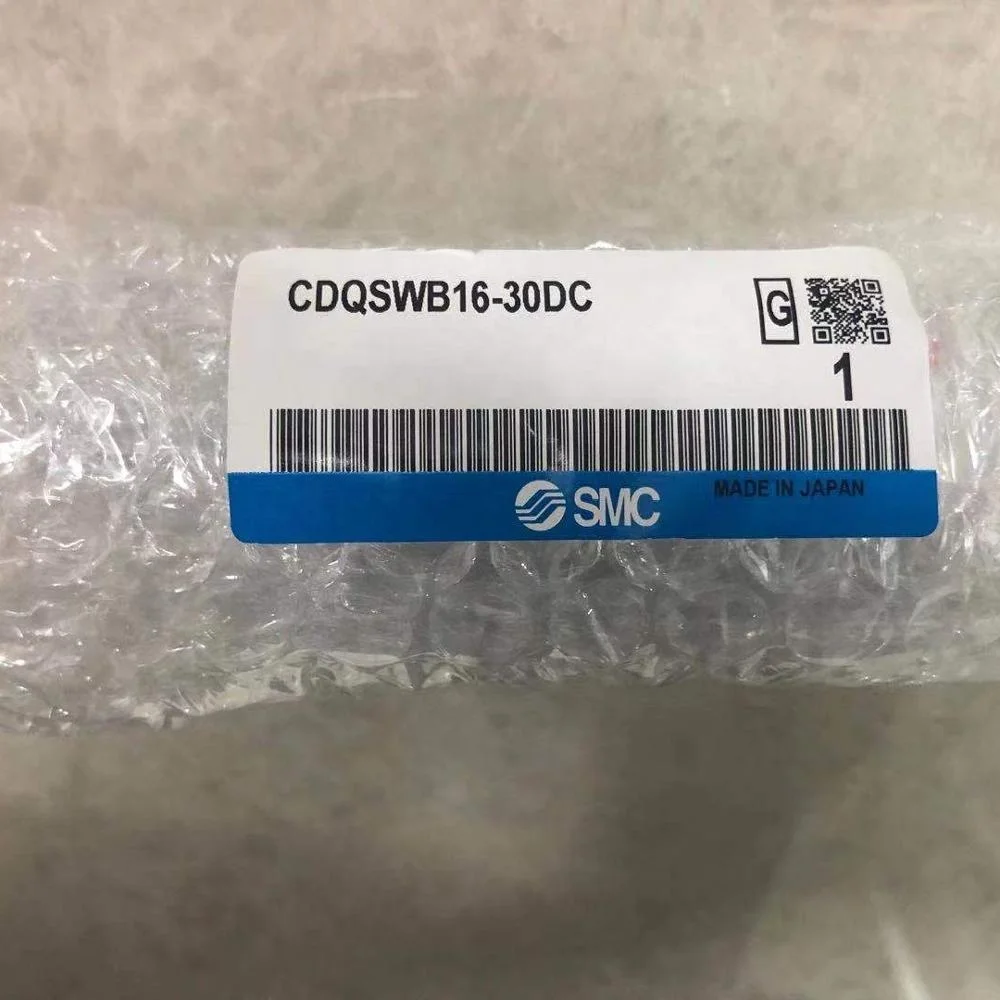 CDQSWB16-30DC
G
1
SMC
MADE IN JAPAN